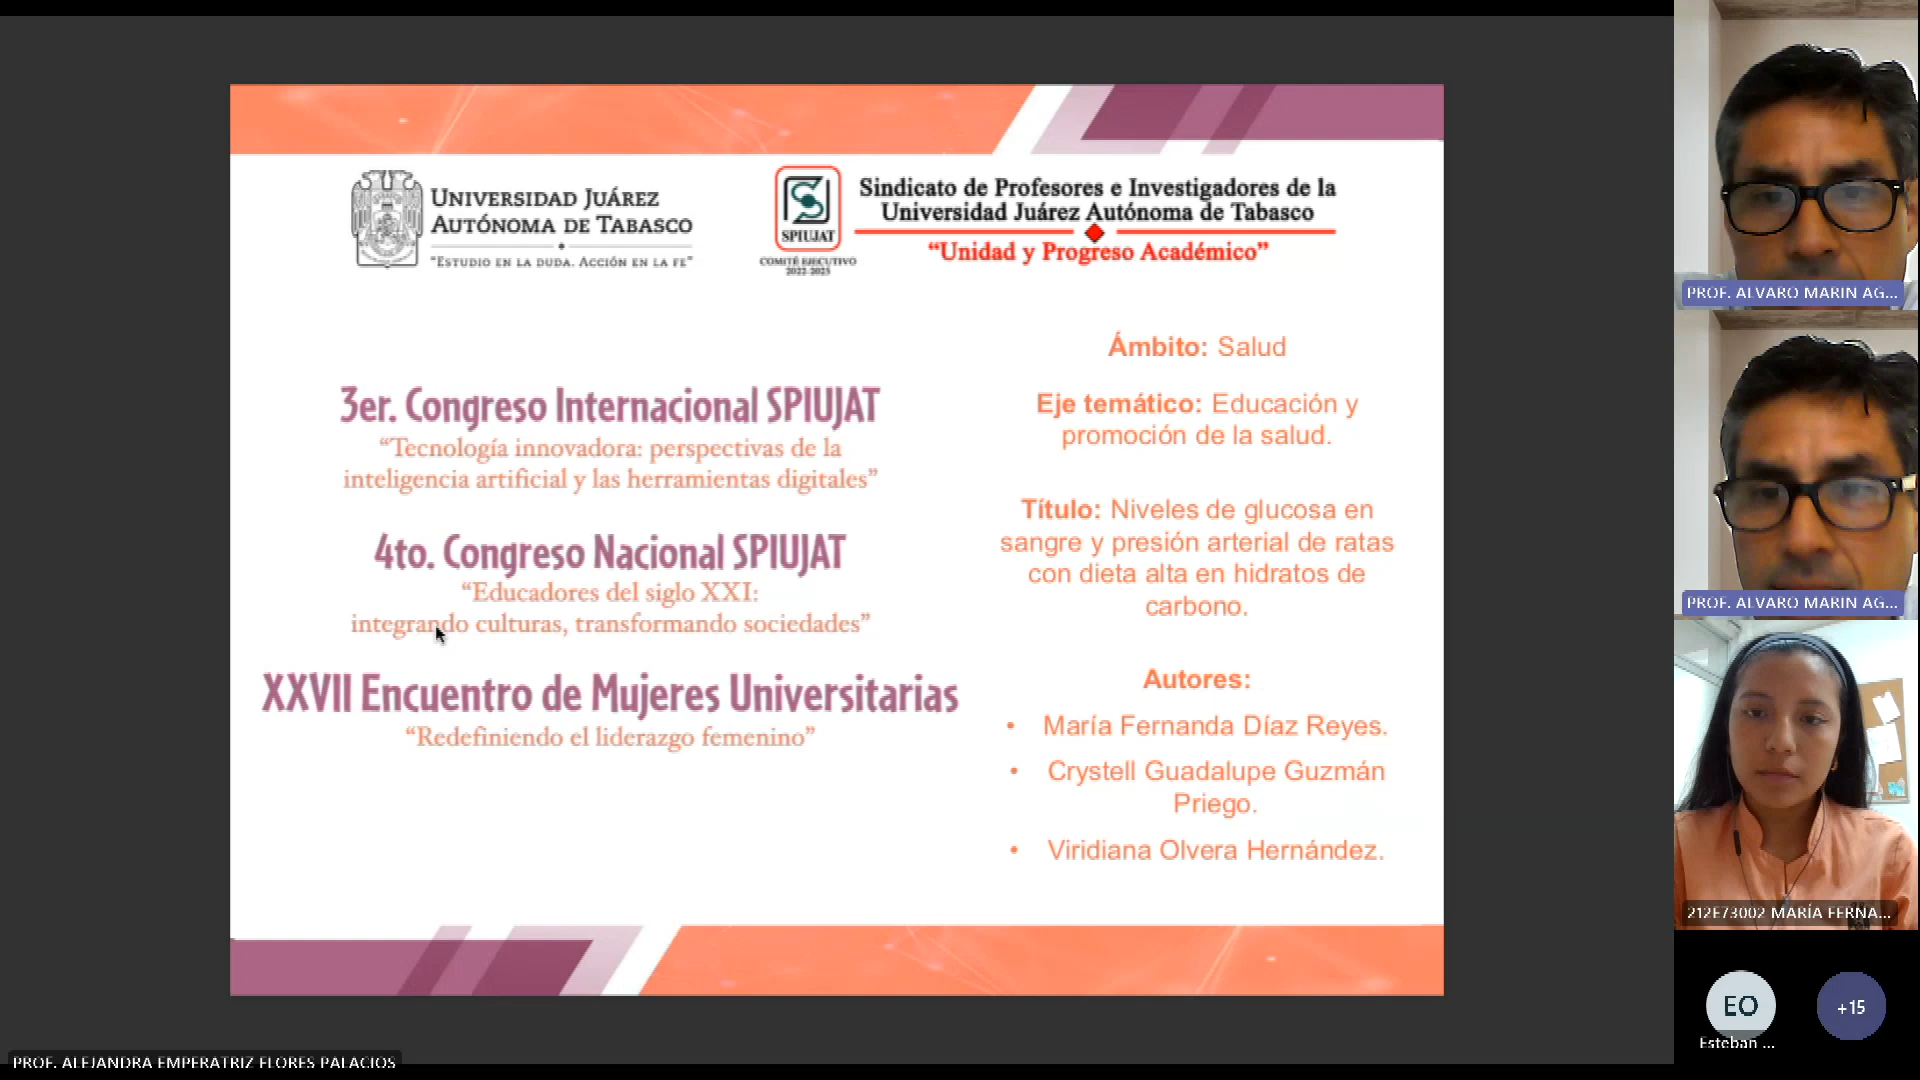 UNIVERSIDAD JUÁREZ
AUTÓNOMA DE TABASCO
"ESTUDIO EN LA DUDA. ACCIÓN EN LA FE"
SPIUJAT
COMITÉ EJECUTIVO
2022-2025
Sindicato de Profesores e Investigadores de la
Universidad Juárez Autónoma de Tabasco
"Unidad y Progreso Académico"
3er. Congreso Internacional SPIUJAT
"Tecnología innovadora: perspectivas de la
inteligencia artificial y las herramientas digitales"
4to. Congreso Nacional SPIUJAT
"Educadores del siglo XXI:
integrando culturas, transformando sociedades"
XXVII Encuentro de Mujeres Universitarias
"Redefiniendo el liderazgo femenino"
Ámbito: Salud
Eje temático: Educación y
promoción de la salud.
Título: Niveles de glucosa en
sangre y presión arterial de ratas
con dieta alta en hidratos de
carbono.
Autores:
• María Fernanda Díaz Reyes.
• Crystell Guadalupe Guzmán
Priego.
• Viridiana Olvera Hernández.
PROF. ALVARO MARIN AG...
PROF. ALVARO MARIN AG...
212E73002 MARÍA FERNA...
EO
Esteban ...
+15
PROF. ALEJANDRA EMPERATRIZ FLORES PALACIOS